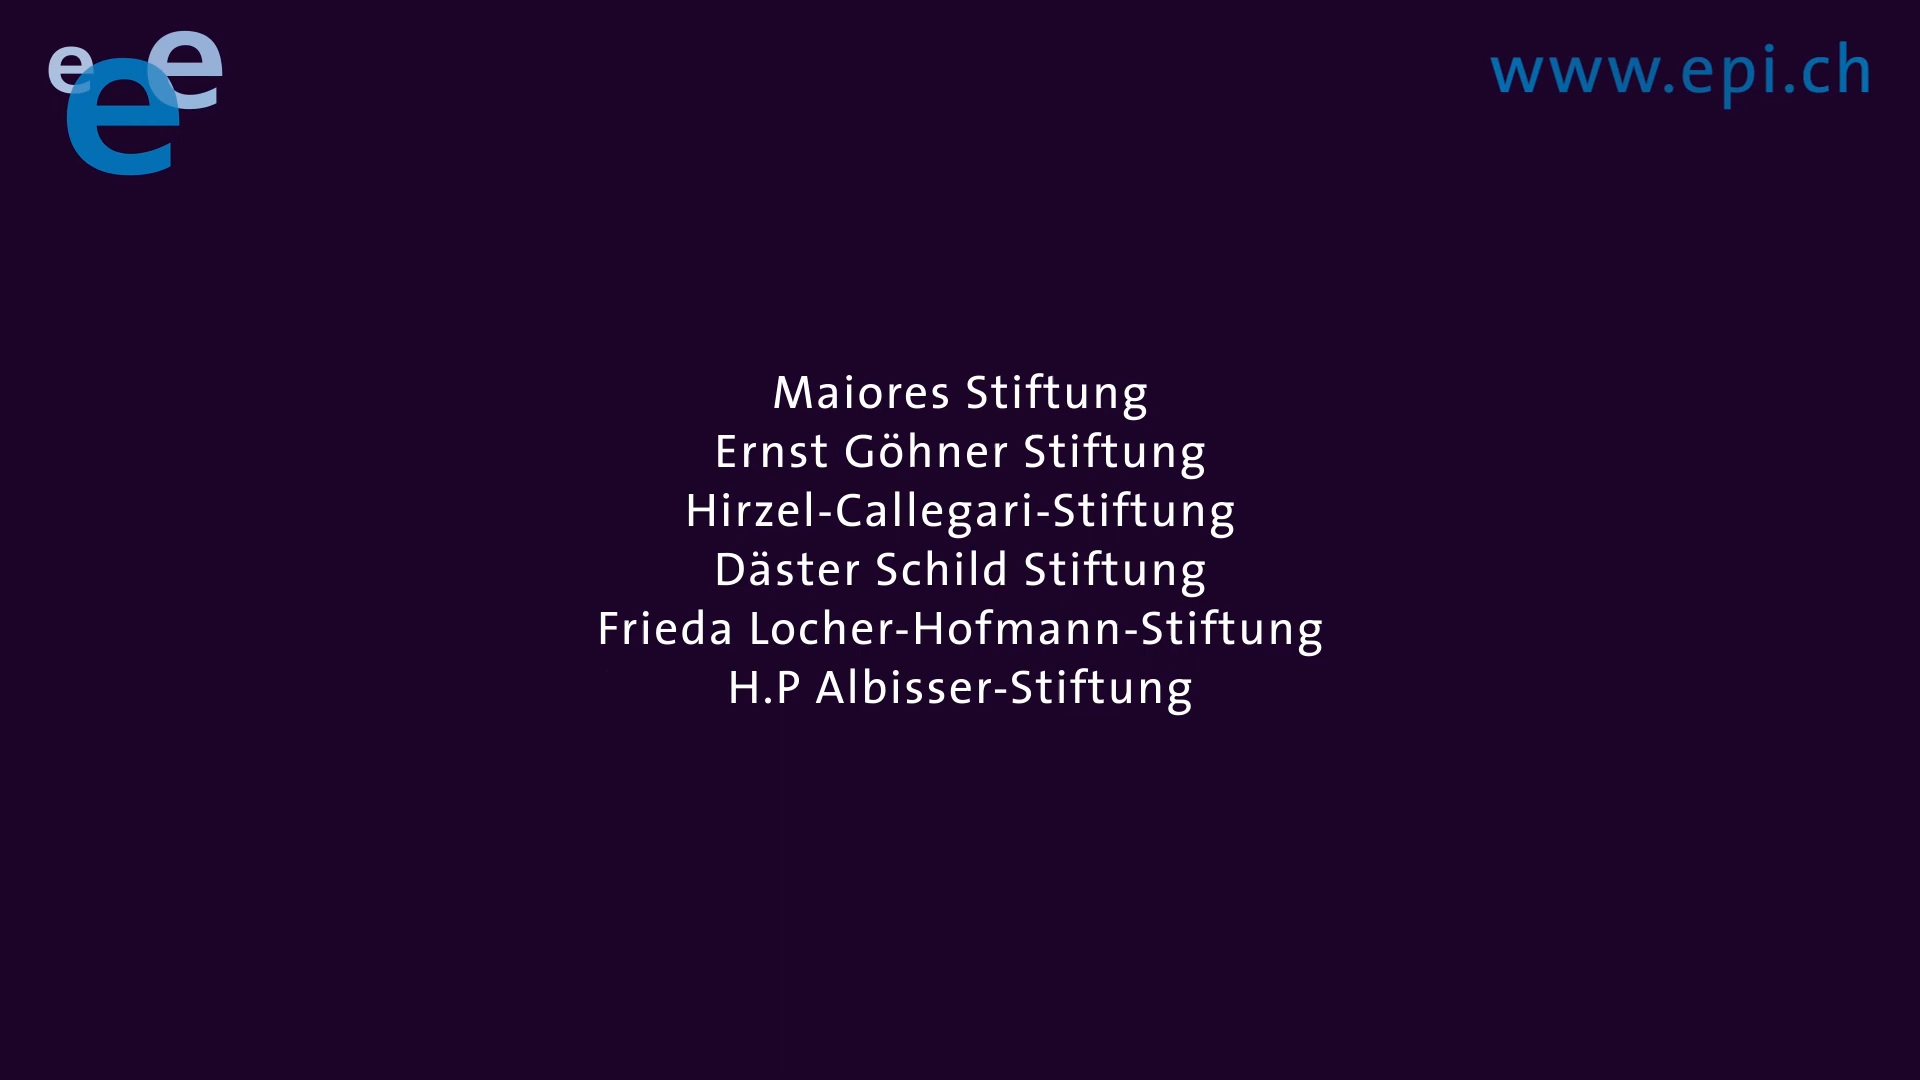 eee
www.epi.ch
Maiores Stiftung
Ernst Göhner Stiftung
Hirzel-Callegari-Stiftung
Däster Schild Stiftung
Frieda Locher-Hofmann-Stiftung
H.P Albisser-Stiftung